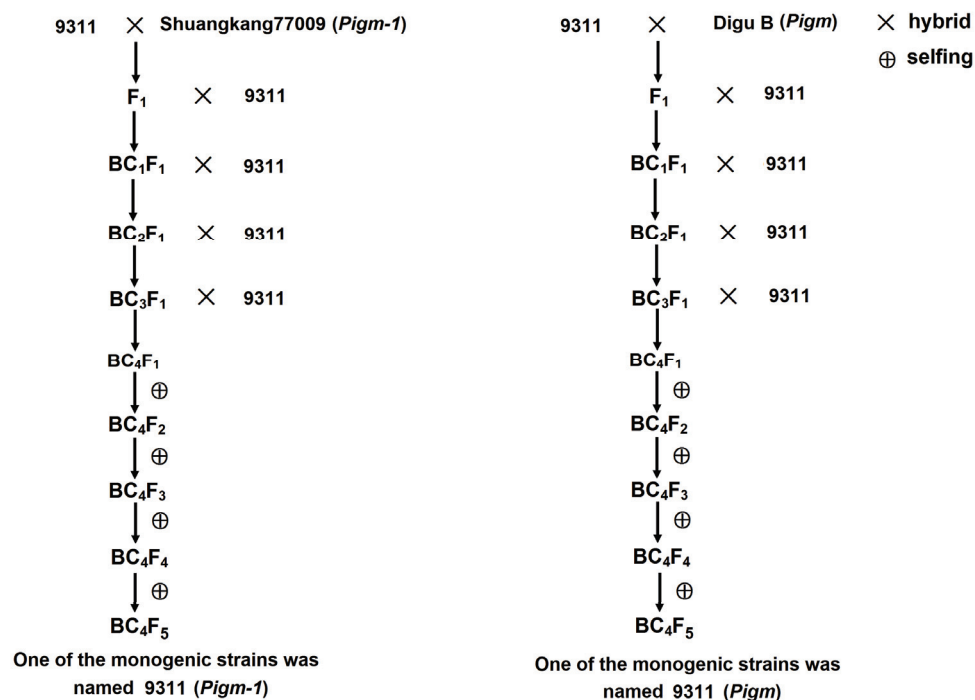 9311 × Shuangkang77009 (Pigm-1)
F₁ × 9311
BC₁F₁ × 9311
BC₂F₁ × 9311
BC₃F₁ × 9311
BC₄F₁
⊕
BC₄F₂
⊕
BC₄F₃
⊕
BC₄F₄
⊕
BC₄F₅
One of the monogenic strains was
named 9311 (Pigm-1)
9311 × Digu B (Pigm)
F₁ × 9311
BC₁F₁ × 9311
BC₂F₁ × 9311
BC₃F₁ × 9311
BC₄F₁
⊕
BC₄F₂
⊕
BC₄F₃
⊕
BC₄F₄
⊕
BC₄F₅
One of the monogenic strains was
named 9311 (Pigm)
× hybrid
⊕ selfing